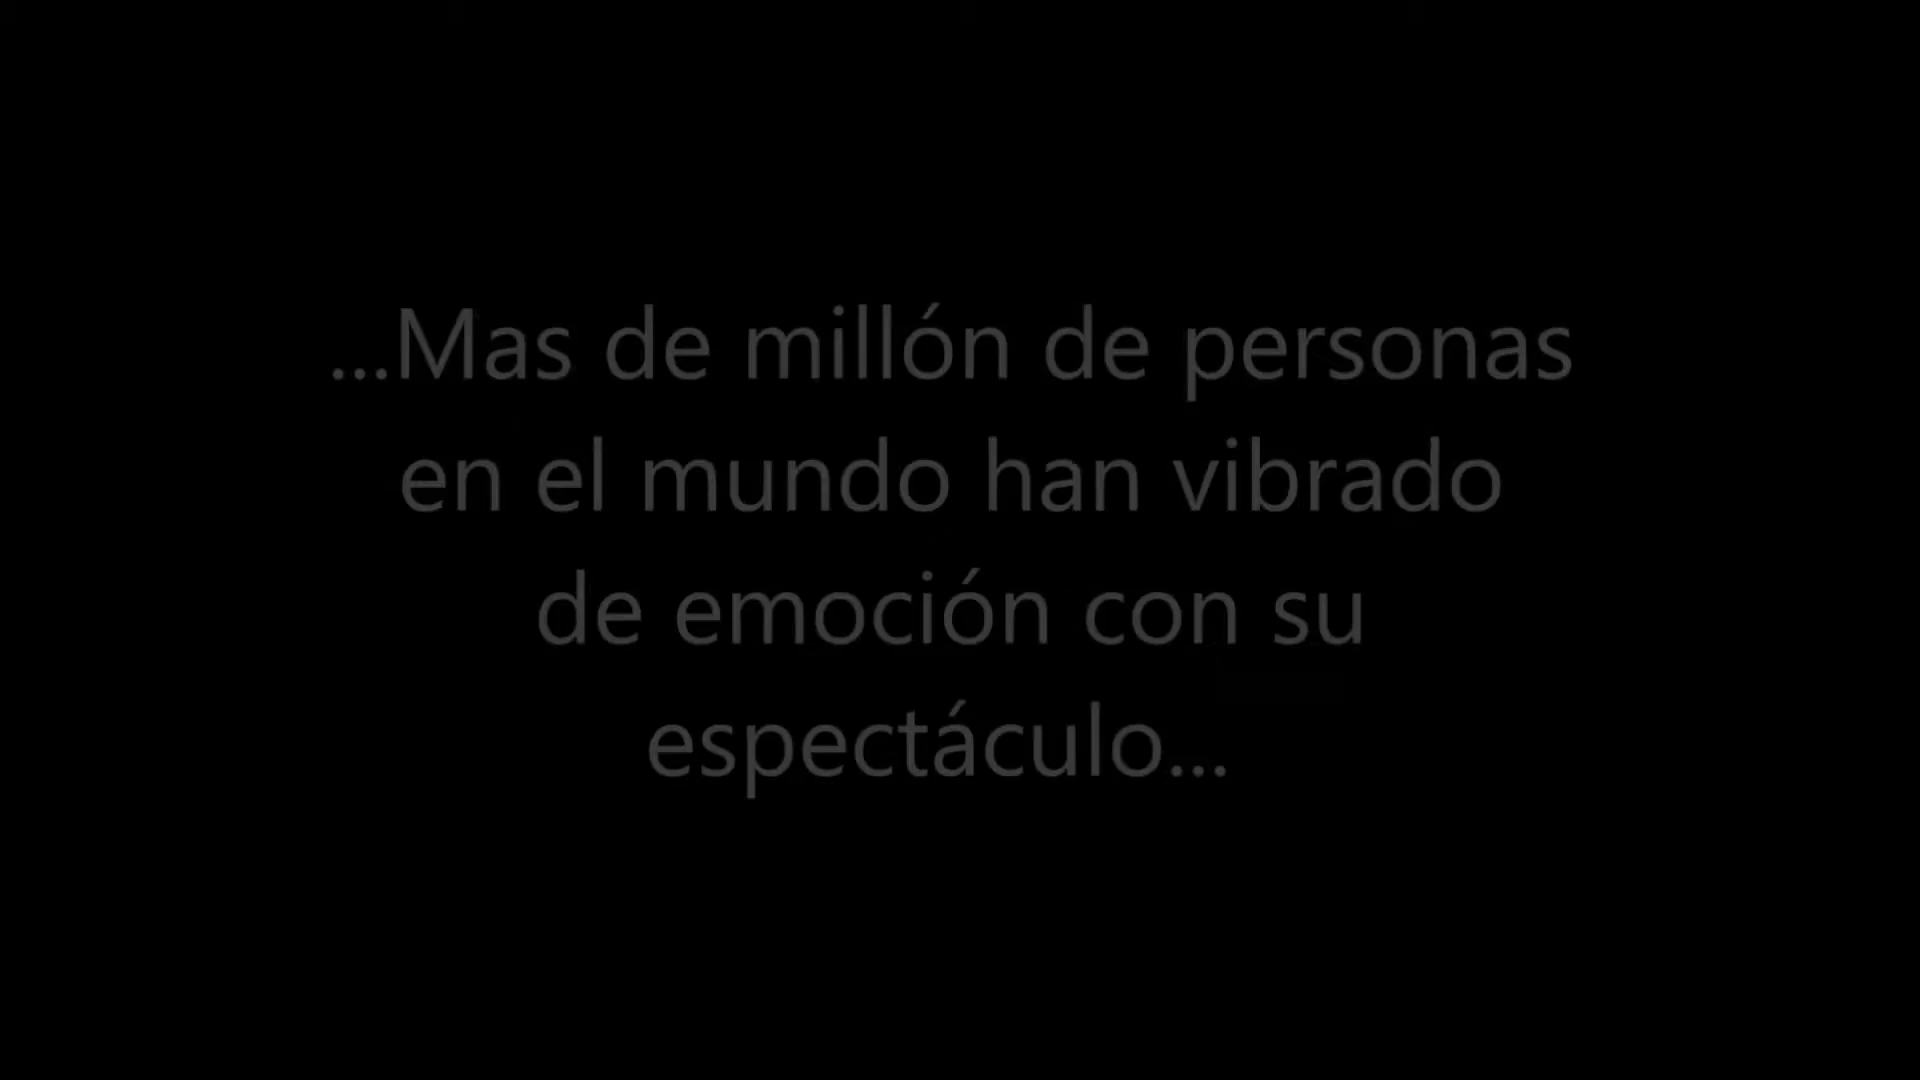 ...Mas de millón de personas
en el mundo han vibrado
de emoción con su
espectáculo...